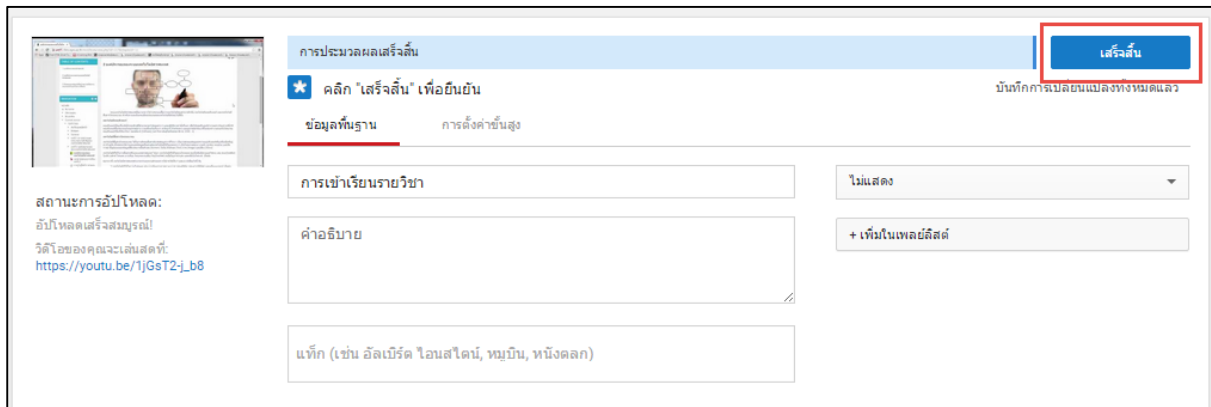 การประมวลผลเสร็จสิ้น
เสร็จสิ้น
คลิก "เสร็จสิ้น" เพื่อยืนยัน
บันทึกการเปลี่ยนแปลงทั้งหมดแล้ว
ข้อมูลพื้นฐาน
การตั้งค่าขั้นสูง
การเข้าเรียนรายวิชา
ไม่แสดง
สถานะการอัปโหลด:
อัปโหลดเสร็จสมบูรณ์!
วิดีโอของคุณจะเล่นสดที่:
https://youtu.be/1jGsT2-j_b8
คำอธิบาย
+ เพิ่มในเพลย์ลิสต์
แท็ก (เช่น อัลเบิร์ต ไอนสไตน์, หมูบิน, หนังตลก)